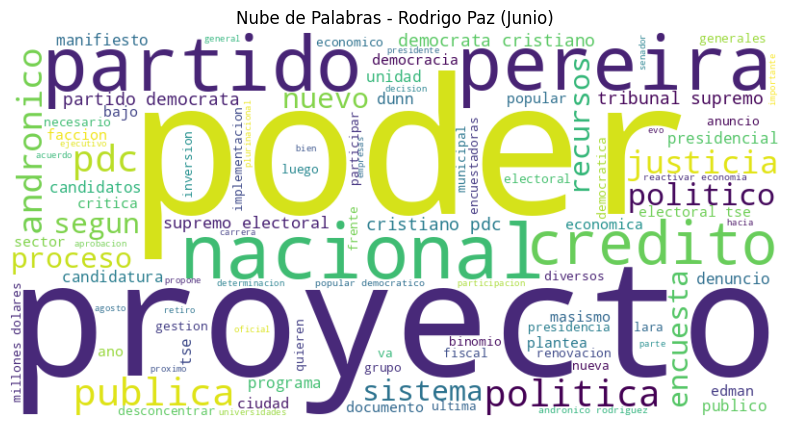 Nube de Palabras - Rodrigo Paz (Junio)
manifiesto
general
economico
democrata cristiano
generales
partido
presidente
democracia
pereira
senador
importante
andronico
unidad
decision
partido democrata
nuevo
dunn
popular
tribunal supremo
bajo
recursos
anuncio
necesario
poder
evo
presidencial
faccion
ejecutivo
plurinacional
bien
empresas
participar
municipal
encuestadoras
acuerdo
pdc
inversion
implementacion
luego
reactivar economia
justicia
candidatos
electoral
democratica
politico
critica
segun
supremo electoral
frente
cristiano pdc
economica
electoral tse
carrera
hacia
sector
aprobacion
nacional
credito
proceso
candidatura
propone
determinacion
popular democratico
participacion
diversos
encuesta
denuncio
millones dolares
proyecto
agosto
retiro
masismo
presidencia
lara
gestion
oficial
quieren
binomio
plantea
parte
ano
tse
va
fiscal
renovacion
proximo
grupo
nueva
publica
programa
sistema
politica
edman
ciudad
documento
ultima
publico
desconcentrar
universidades
andronico rodriguez